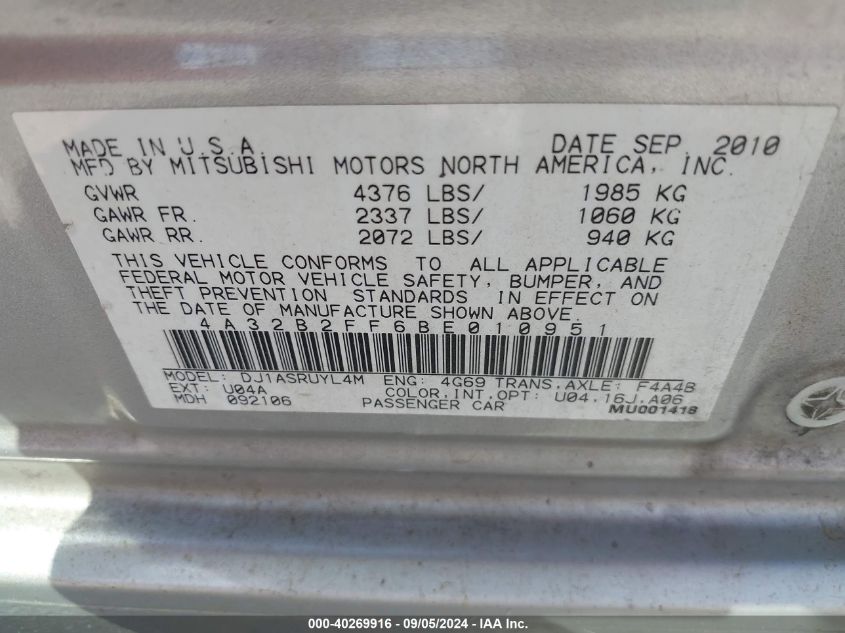 MADE IN U.S.A. DATE SEP. 2010
MFD BY MITSUBISHI MOTORS NORTH AMERICA, INC.
GVWR 4376 LBS/ 1985 KG
GAWR FR. 2337 LBS/ 1060 KG
GAWR RR. 2072 LBS/ 940 KG
THIS VEHICLE CONFORMS TO ALL APPLICABLE
FEDERAL MOTOR VEHICLE SAFETY, BUMPER, AND
THEFT PREVENTION STANDARDS IN EFFECT ON
THE DATE OF MANUFACTURE SHOWN ABOVE.
4A32B2FF6BE010951
MODEL: DJ1ASRUYL4M ENG: 4G69 TRANS.AXLE: F4A4B
EXT: U04A COLOR,INT,OPT: U04.16J.A06
MDH 092106 PASSENGER CAR MU001418
000-40269916 - 09/05/2024 - IAA Inc.